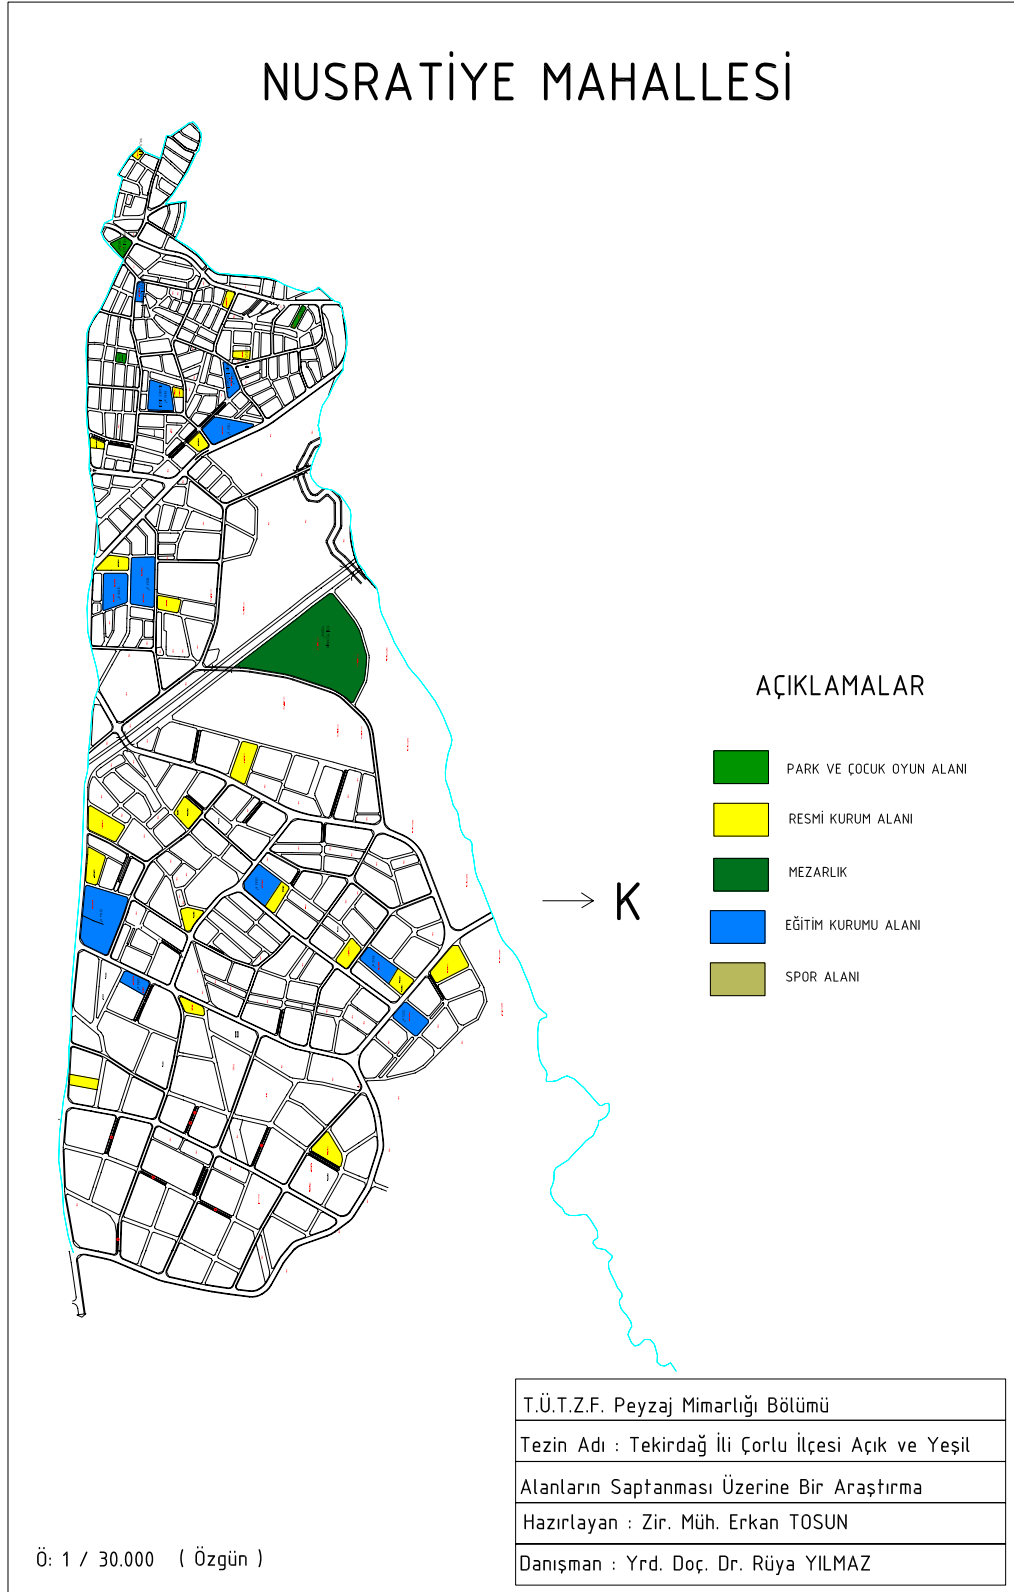 NUSRATİYE MAHALLESİ
AÇIKLAMALAR
PARK VE ÇOCUK OYUN ALANI
RESMİ KURUM ALANI
MEZARLIK
K
EĞİTİM KURUMU ALANI
SPOR ALANI
T.Ü.T.Z.F. Peyzaj Mimarlığı Bölümü
Tezin Adı : Tekirdağ İli Çorlu İlçesi Açık ve Yeşil
Alanların Saptanması Üzerine Bir Araştırma
Hazırlayan : Zir. Müh. Erkan TOSUN
Danışman : Yrd. Doç. Dr. Rüya YILMAZ
Ö: 1 / 30.000 ( Özgün )